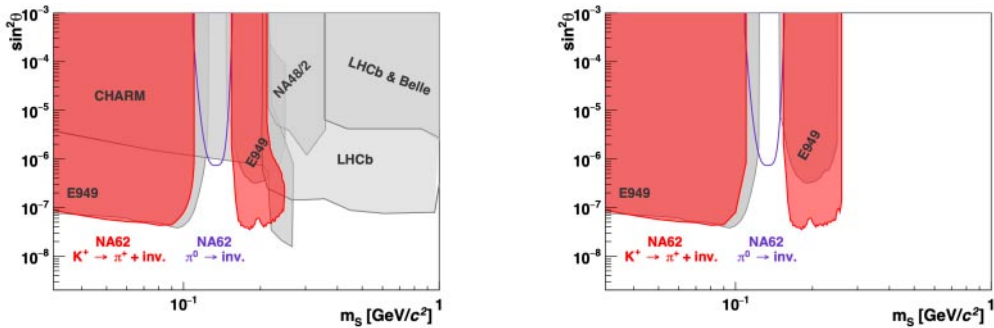 sin²θ
10⁻³
10⁻⁴
10⁻⁵
10⁻⁶
10⁻⁷
10⁻⁸
CHARM
NA48/2
LHCb & Belle
E949
LHCb
E949
NA62
K⁺ → π⁺ + inv.
NA62
π⁰ → inv.
10⁻¹
1
mₛ [GeV/c²]
sin²θ
10⁻³
10⁻⁴
10⁻⁵
10⁻⁶
10⁻⁷
10⁻⁸
E949
E949
NA62
K⁺ → π⁺ + inv.
NA62
π⁰ → inv.
10⁻¹
1
mₛ [GeV/c²]